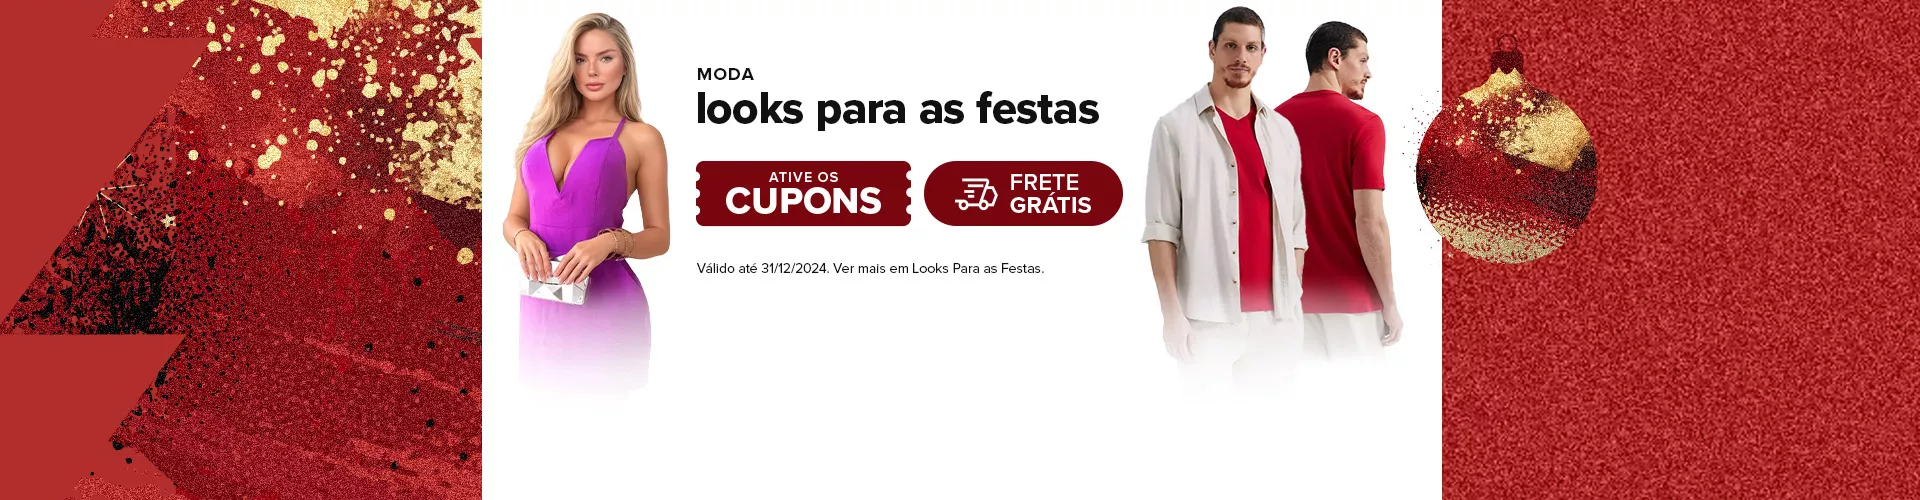 MODA
looks para as festas
ATIVE OS
CUPONS
FRETE
GRÁTIS
Válido até 31/12/2024. Ver mais em Looks Para as Festas.